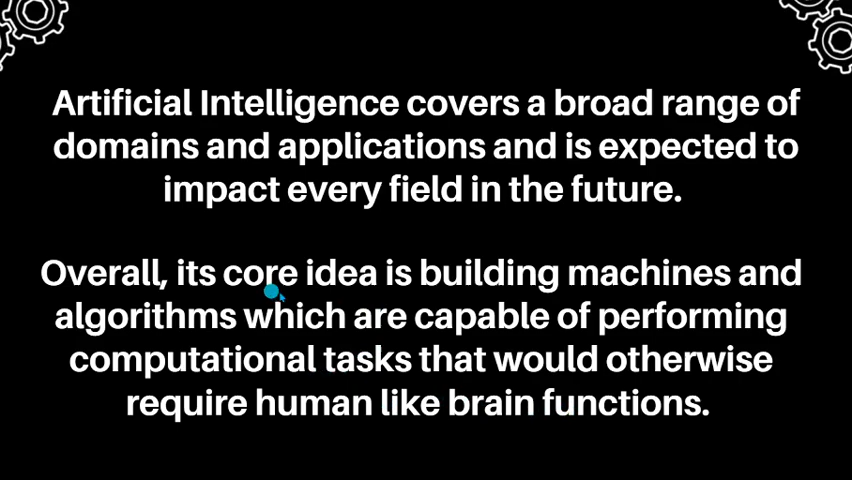 Artificial Intelligence covers a broad range of
domains and applications and is expected to
impact every field in the future.
Overall, its core idea is building machines and
algorithms which are capable of performing
computational tasks that would otherwise
require human like brain functions.